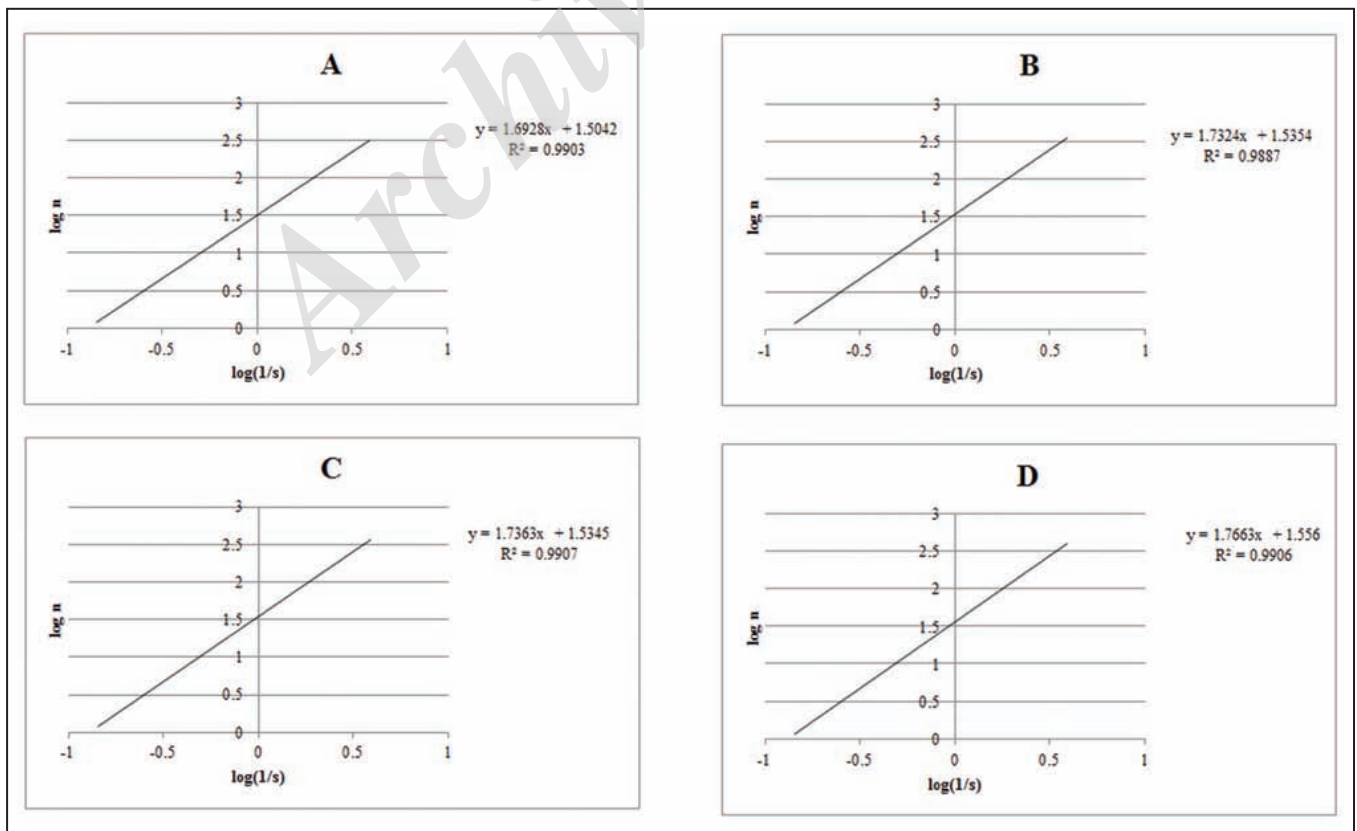 Archiv
A
3
2.5
2
1.5
1
0.5
0
-1 -0.5 0 0.5 1
log n
log(1/s)
y = 1.6928x + 1.5042
R² = 0.9903
B
3
2.5
2
1.5
1
0.5
0
-1 -0.5 0 0.5 1
log n
log(1/s)
y = 1.7324x + 1.5354
R² = 0.9887
C
3
2.5
2
1.5
1
0.5
0
-1 -0.5 0 0.5 1
log n
log(1/s)
y = 1.7363x + 1.5345
R² = 0.9907
D
3
2.5
2
1.5
1
0.5
0
-1 -0.5 0 0.5 1
log n
log(1/s)
y = 1.7663x + 1.556
R² = 0.9906